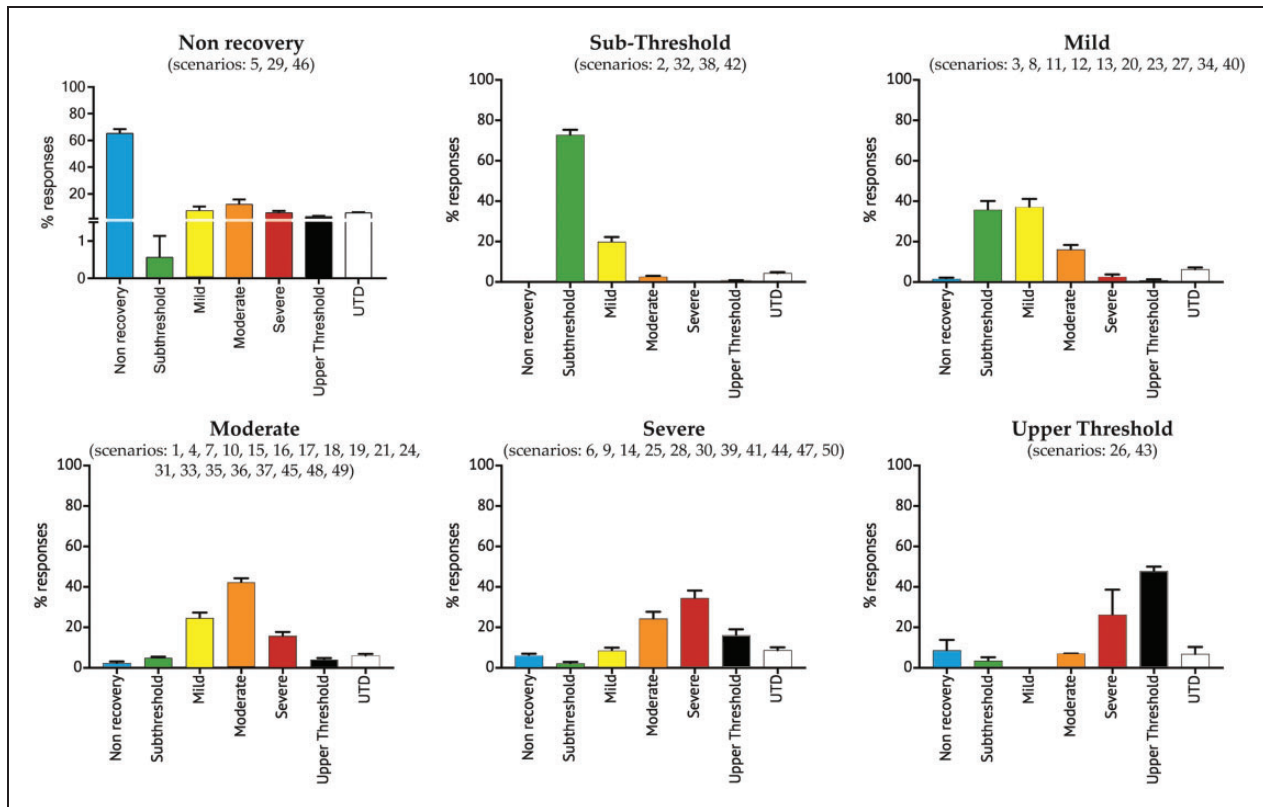 Non recovery
(scenarios: 5, 29, 46)
100
80
60
40
20
1
0
% responses
Non recovery
Subthreshold
Mild
Moderate
Severe
Upper Threshold
UTD
Sub-Threshold
(scenarios: 2, 32, 38, 42)
100
80
60
40
20
0
% responses
Non recovery
Subthreshold
Mild
Moderate
Severe
Upper Threshold
UTD
Mild
(scenarios: 3, 8, 11, 12, 13, 20, 23, 27, 34, 40)
100
80
60
40
20
0
% responses
Non recovery
Subthreshold
Mild
Moderate
Severe
Upper Threshold
UTD
Moderate
(scenarios: 1, 4, 7, 10, 15, 16, 17, 18, 19, 21, 24,
31, 33, 35, 36, 37, 45, 48, 49)
100
80
60
40
20
0
% responses
Non recovery
Subthreshold
Mild
Moderate
Severe
Upper Threshold
UTD
Severe
(scenarios: 6, 9, 14, 25, 28, 30, 39, 41, 44, 47, 50)
100
80
60
40
20
0
% responses
Non recovery
Subthreshold
Mild
Moderate
Severe
Upper Threshold
UTD
Upper Threshold
(scenarios: 26, 43)
100
80
60
40
20
0
% responses
Non recovery
Subthreshold
Mild
Moderate
Severe
Upper Threshold
UTD